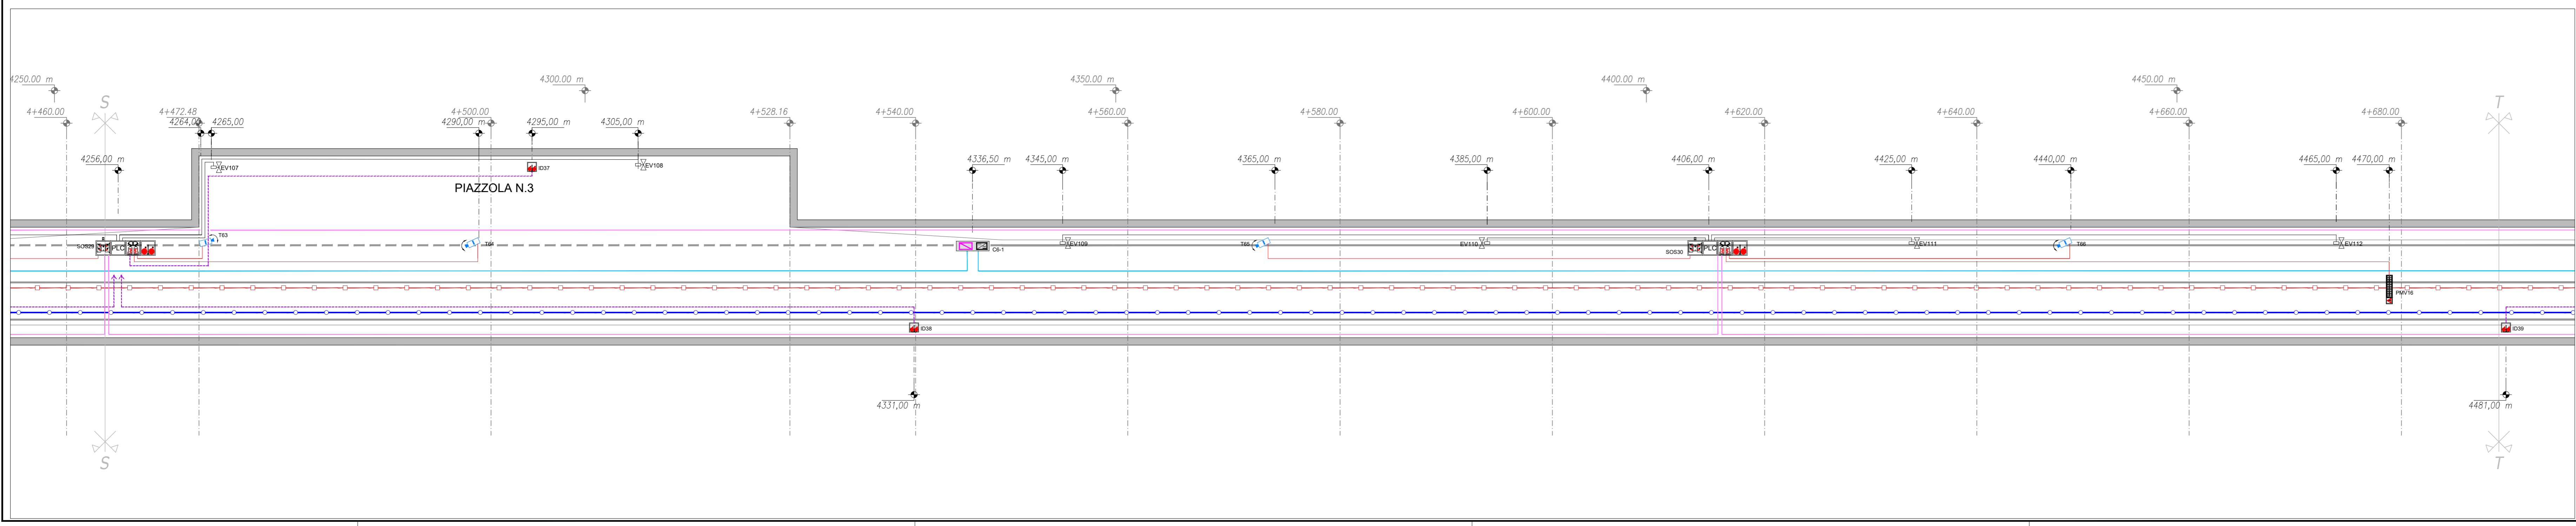 4250.00 m
4300.00 m
4350.00 m
4400.00 m
4450.00 m
S
T
4+460.00
4+472.48
4+500.00
4+528.16
4+540.00
4+560.00
4+580.00
4+600.00
4+620.00
4+640.00
4+660.00
4+680.00
4264,00
4265,00
4290,00 m
4295,00 m
4305,00 m
4256,00 m
4336,50 m
4345,00 m
4365,00 m
4385,00 m
4406,00 m
4425,00 m
4440,00 m
4465,00 m
4470,00 m
EV107
ID37
EV108
PIAZZOLA N.3
T63
SOS29
PLC
T64
C6-1
EV109
T65
EV110
SOS30
PLC
EV111
T66
EV112
PMV16
ID38
ID39
4331,00 m
4481,00 m
S
T